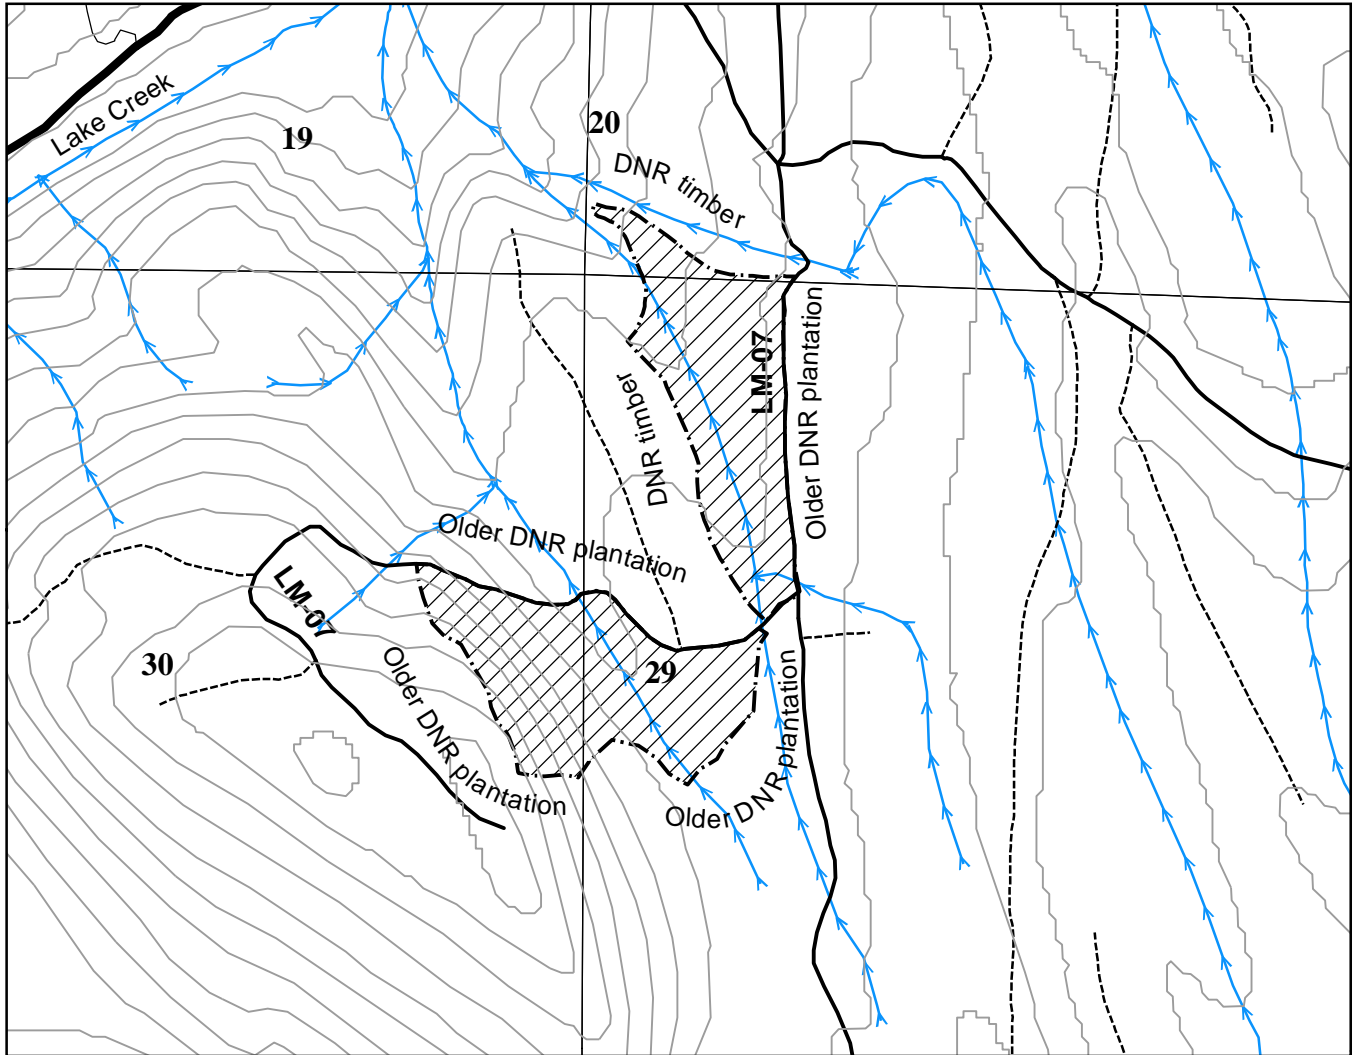 Lake Creek
19
20
DNR timber
LM-07
Older DNR plantation
DNR timber
Older DNR plantation
LM-07
30
Older DNR plantation
29
Older DNR plantation